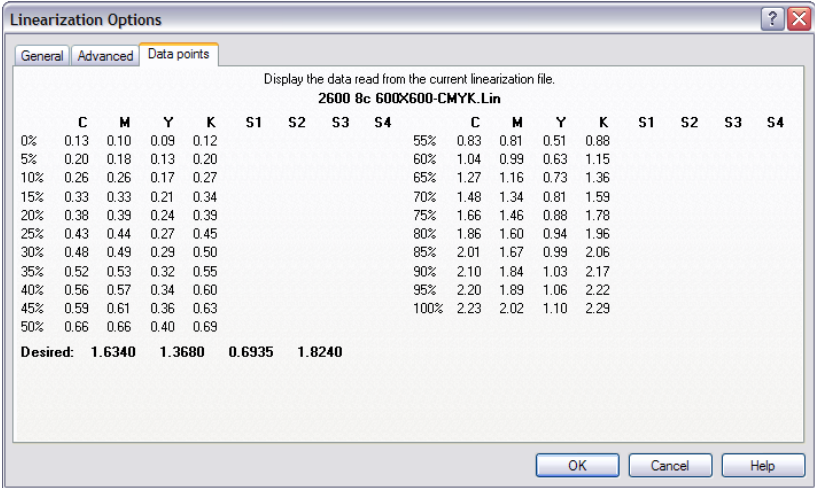 Linearization Options
General Advanced Data points
Display the data read from the current linearization file.
2600 8c 600X600-CMYK.Lin
C M Y K S1 S2 S3 S4 C M Y K S1 S2 S3 S4
0% 0.13 0.10 0.09 0.12 55% 0.83 0.81 0.51 0.88
5% 0.20 0.18 0.13 0.20 60% 1.04 0.99 0.63 1.15
10% 0.26 0.26 0.17 0.27 65% 1.27 1.16 0.73 1.36
15% 0.33 0.33 0.21 0.34 70% 1.48 1.34 0.81 1.59
20% 0.38 0.39 0.24 0.39 75% 1.66 1.46 0.88 1.78
25% 0.43 0.44 0.27 0.45 80% 1.86 1.60 0.94 1.96
30% 0.48 0.49 0.29 0.50 85% 2.01 1.67 0.99 2.06
35% 0.52 0.53 0.32 0.55 90% 2.10 1.84 1.03 2.17
40% 0.56 0.57 0.34 0.60 95% 2.20 1.89 1.06 2.22
45% 0.59 0.61 0.36 0.63 100% 2.23 2.02 1.10 2.29
50% 0.66 0.66 0.40 0.69
Desired: 1.6340 1.3680 0.6935 1.8240
OK Cancel Help